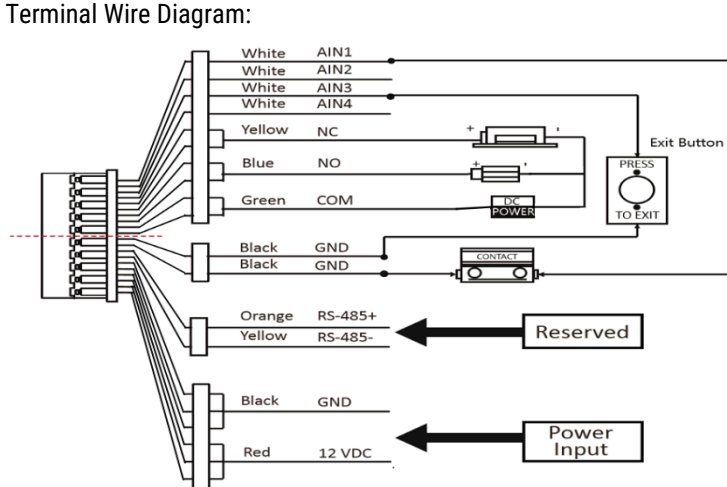 Terminal Wire Diagram:
White AIN1
White AIN2
White AIN3
White AIN4
Yellow NC
+ -
Exit Button
Blue NO
+ -
PRESS
Green COM
DC
POWER
TO EXIT
Black GND
Black GND
CONTACT
Orange RS-485+
Yellow RS-485-
Reserved
Black GND
Power
Input
Red 12 VDC